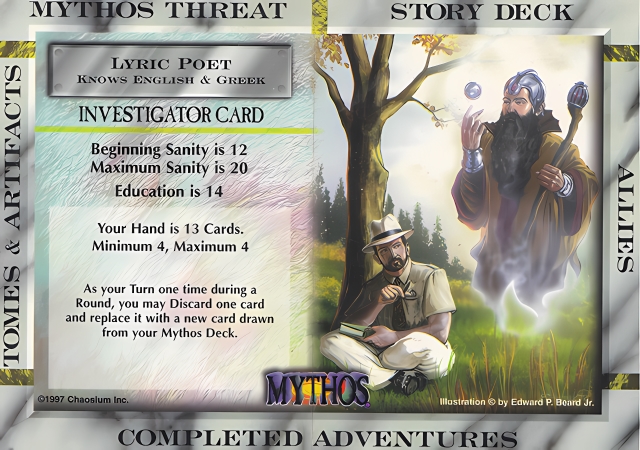 MYTHOS THREAT
STORY DECK
TOMES & ARTIFACTS
ALLIES
LYRIC POET
KNOWS ENGLISH & GREEK
INVESTIGATOR CARD
Beginning Sanity is 12
Maximum Sanity is 20
Education is 14
Your Hand is 13 Cards.
Minimum 4, Maximum 4
As your Turn one time during a
Round, you may Discard one card
and replace it with a new card drawn
from your Mythos Deck.
MYTHOS
©1997 Chaosium Inc.
Illustration © by Edward P. Beard Jr.
COMPLETED ADVENTURES